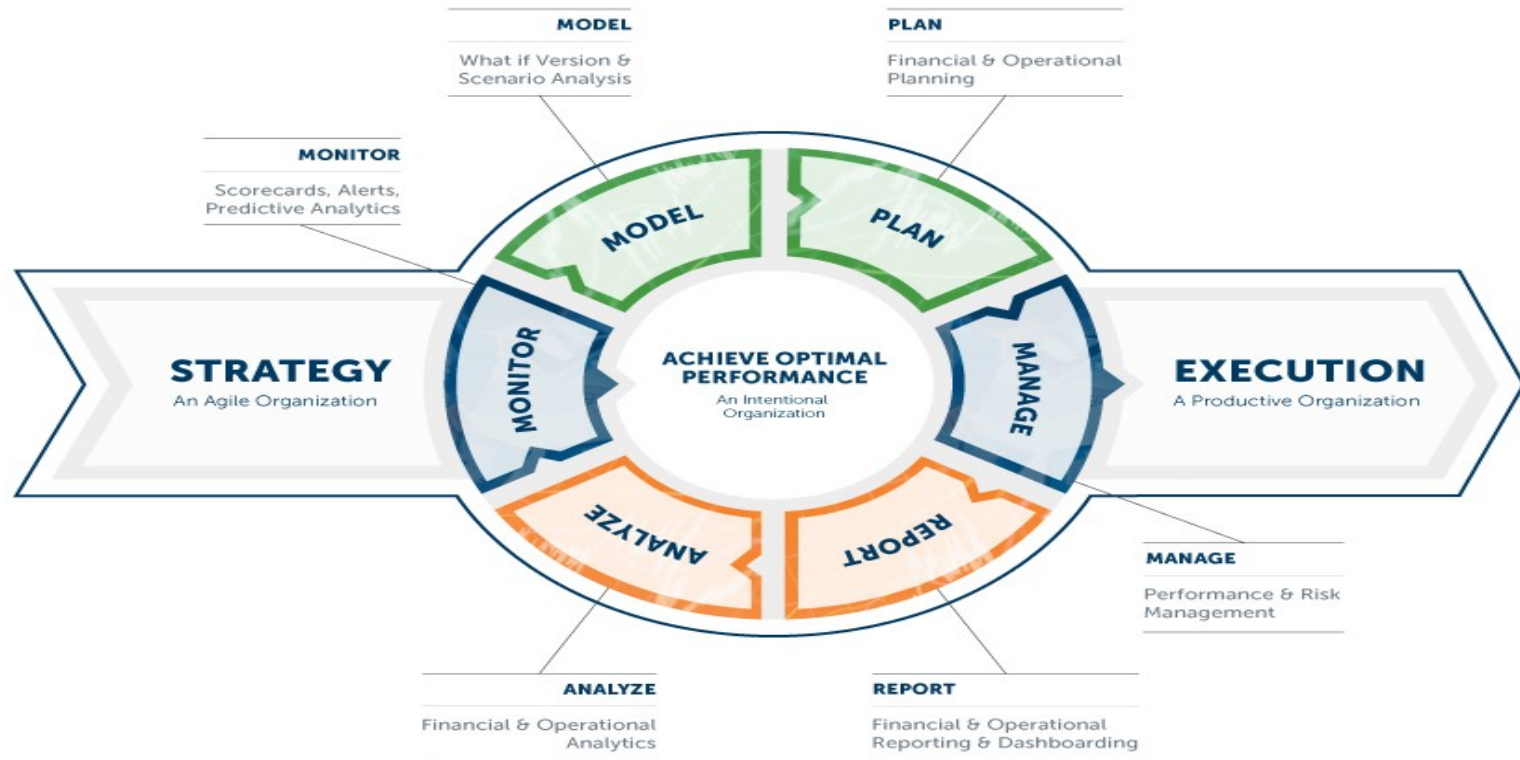 MODEL
What if Version &
Scenario Analysis
PLAN
Financial & Operational
Planning
MONITOR
Scorecards, Alerts,
Predictive Analytics
MODEL
PLAN
MONITOR
MANAGE
STRATEGY
An Agile Organization
ACHIEVE OPTIMAL
PERFORMANCE
An Intentional
Organization
EXECUTION
A Productive Organization
ANALYZE
REPORT
MANAGE
Performance & Risk
Management
ANALYZE
Financial & Operational
Analytics
REPORT
Financial & Operational
Reporting & Dashboarding